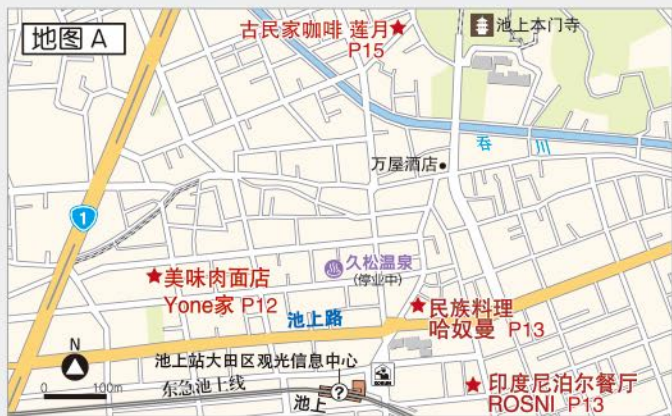 地图 A
古民家咖啡 莲月
P15
池上本门寺
吞川
万屋酒店
1
久松温泉
(停业中)
美味肉面店
Yone家 P12
池上路
民族料理
哈奴曼 P13
N
0 100m
池上站大田区观光信息中心
东急池上线
池上
?
印度尼泊尔餐厅
ROSNI P13